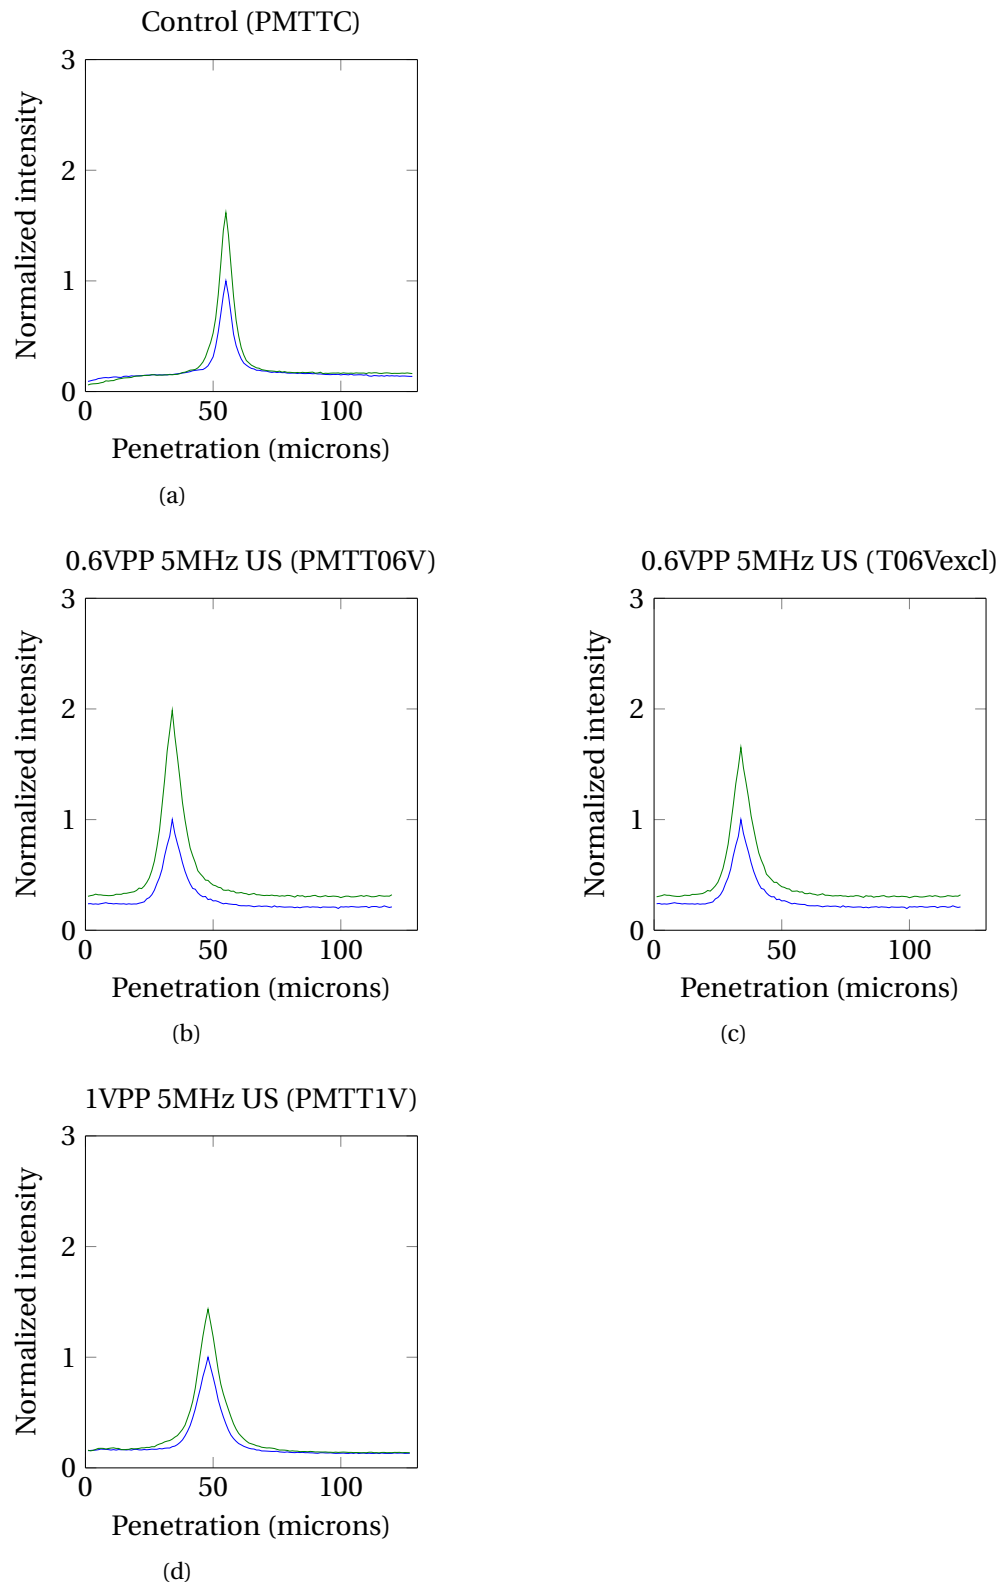 Control (PMTTC)
3
2
1
0
0 50 100
Normalized intensity
Penetration (microns)
(a)
0.6VPP 5MHz US (PMTT06V)
3
2
1
0
0 50 100
Normalized intensity
Penetration (microns)
(b)
0.6VPP 5MHz US (T06Vexcl)
3
2
1
0
0 50 100
Normalized intensity
Penetration (microns)
(c)
1VPP 5MHz US (PMTT1V)
3
2
1
0
0 50 100
Normalized intensity
Penetration (microns)
(d)